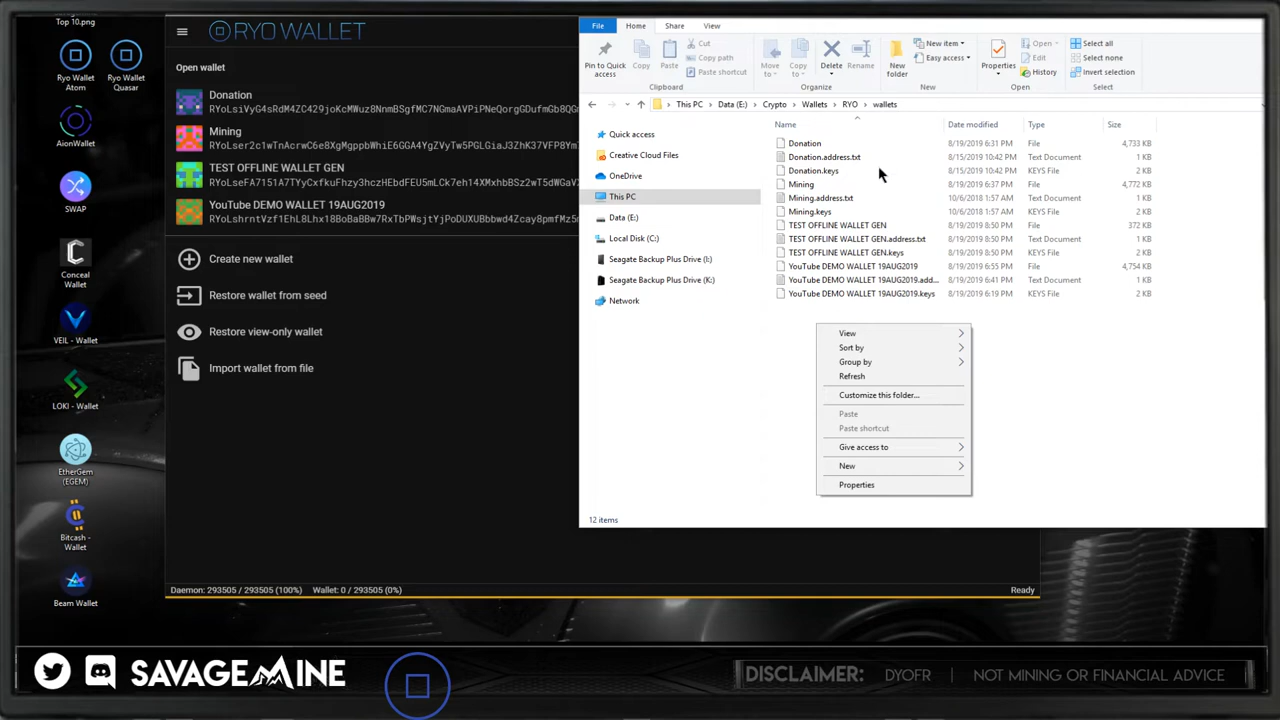 Top 10.png
Ryo Wallet Atom
Ryo Wallet Quasar
AionWallet
SWAP
Conceal Wallet
VEIL - Wallet
LOKI - Wallet
EtherGem (EGEM)
Bitcash - Wallet
Beam Wallet
RYO WALLET
Open wallet
Donation
Mining
TEST OFFLINE WALLET GEN
YouTube DEMO WALLET 19AUG2019
Create new wallet
Restore wallet from seed
Restore view-only wallet
Import wallet from file
Daemon: 293505 / 293505 (100%) Wallet: 0 / 293505 (0%)
Ready
File Home Share View
Pin to Quick access
Copy
Paste
Cut
Copy path
Paste shortcut
Clipboard
Move to
Copy to
Delete
Rename
Organize
New folder
New item
Easy access
New
Properties
Open
Edit
History
Open
Select all
Select none
Invert selection
Select
This PC > Data (E:) > Crypto > Wallets > RYO > wallets
Quick access
Creative Cloud Files
OneDrive
This PC
Data (E:)
Local Disk (C:)
Seagate Backup Plus Drive (I:)
Seagate Backup Plus Drive (K:)
Network
Name Date modified Type Size
Donation 8/19/2019 6:31 PM File 4,733 KB
Donation.address.txt 8/15/2019 10:42 PM Text Document 1 KB
Donation.keys 8/15/2019 10:42 PM KEYS File 2 KB
Mining 8/19/2019 6:37 PM File 4,772 KB
Mining.address.txt 10/6/2018 1:57 AM Text Document 1 KB
Mining.keys 10/6/2018 1:57 AM KEYS File 2 KB
TEST OFFLINE WALLET GEN 8/19/2019 8:50 PM File 372 KB
TEST OFFLINE WALLET GEN.address.txt 8/19/2019 8:50 PM Text Document 1 KB
TEST OFFLINE WALLET GEN.keys 8/19/2019 8:50 PM KEYS File 2 KB
YouTube DEMO WALLET 19AUG2019 8/19/2019 6:55 PM File 4,754 KB
YouTube DEMO WALLET 19AUG2019.add... 8/19/2019 6:41 PM Text Document 1 KB
YouTube DEMO WALLET 19AUG2019.keys 8/19/2019 6:19 PM KEYS File 2 KB
View
Sort by
Group by
Refresh
Customize this folder...
Paste
Paste shortcut
Give access to
New
Properties
12 items
SAVAGEMINE
DISCLAIMER: DYOFR | NOT MINING OR FINANCIAL ADVICE